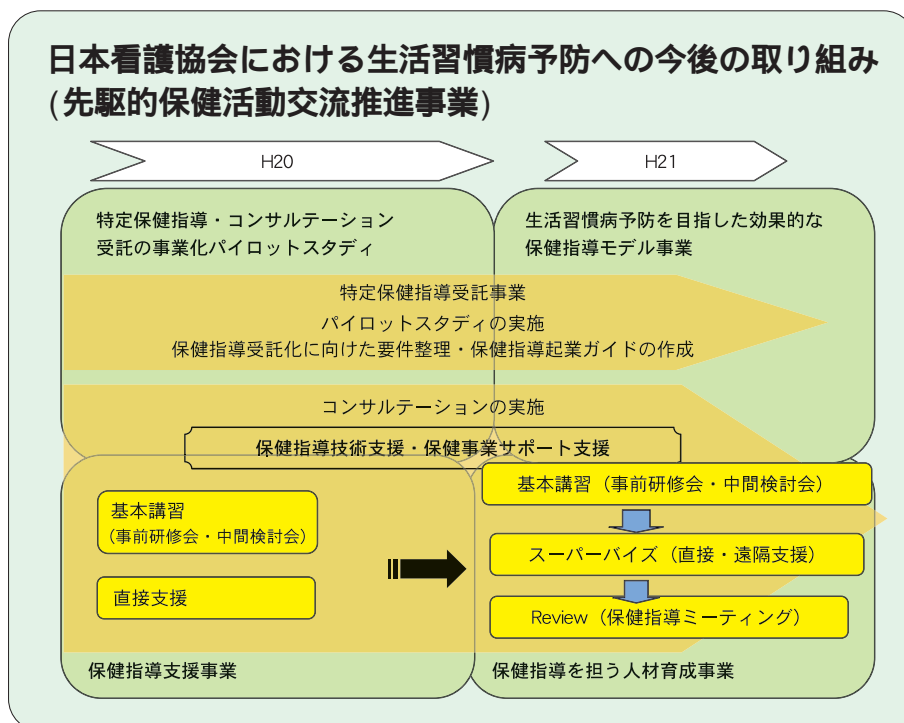 日本看護協会における生活習慣病予防への今後の取り組み
(先駆的保健活動交流推進事業)
H20
H21
特定保健指導・コンサルテーション
受託の事業化パイロットスタディ
生活習慣病予防を目指した効果的な
保健指導モデル事業
特定保健指導受託事業
パイロットスタディの実施
保健指導受託化に向けた要件整理・保健指導起業ガイドの作成
コンサルテーションの実施
保健指導技術支援・保健事業サポート支援
基本講習
(事前研修会・中間検討会)
直接支援
基本講習（事前研修会・中間検討会）
スーパーバイズ（直接・遠隔支援）
Review（保健指導ミーティング）
保健指導支援事業
保健指導を担う人材育成事業